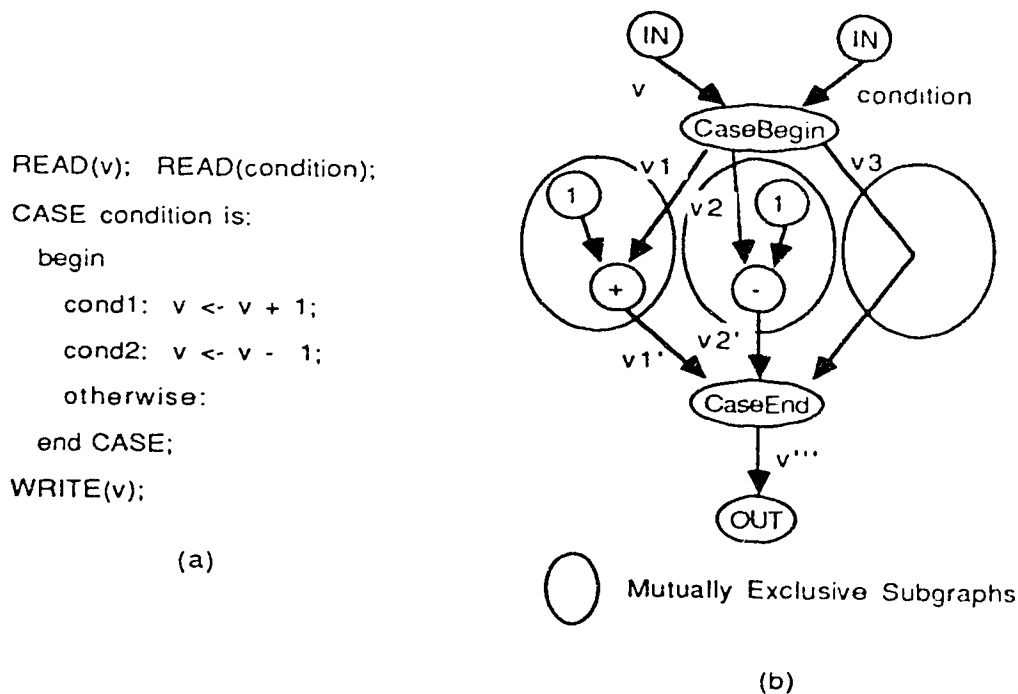 READ(v); READ(condition);
CASE condition is:
begin
cond1: v <- v + 1;
cond2: v <- v - 1;
otherwise:
end CASE;
WRITE(v);
(a)
IN IN
v condition
CaseBegin
v1 v2 v3
1 1
+ -
v1' v2'
CaseEnd
v'''
OUT
Mutually Exclusive Subgraphs
(b)